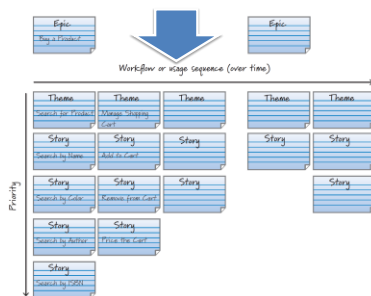 Epic
Epic
Buy a Product
Workflow or usage sequence (over time)
Theme
Theme
Theme
Theme
Theme
Search for Product
Manage Shopping
Cart
Story
Story
Story
Story
Story
Search by Name
Add to Cart
Story
Story
Story
Story
Search by Color
Remove from Cart
Priority
Story
Story
Search by Author
Price the Cart
Story
Search by ISBN